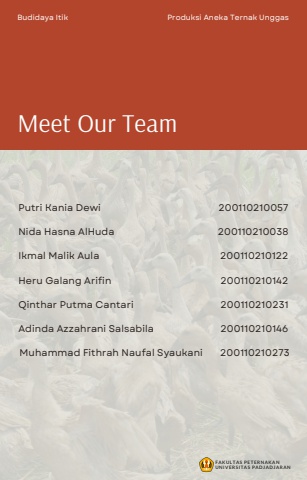 Budidaya Itik
Produksi Aneka Ternak Unggas
Meet Our Team
Putri Kania Dewi 200110210057
Nida Hasna AlHuda 200110210038
Ikmal Malik Aula 200110210122
Heru Galang Arifin 200110210142
Qinthar Putma Cantari 200110210231
Adinda Azzahrani Salsabila 200110210146
Muhammad Fithrah Naufal Syaukani 200110210273
FAKULTAS PETERNAKAN
UNIVERSITAS PADJADJARAN